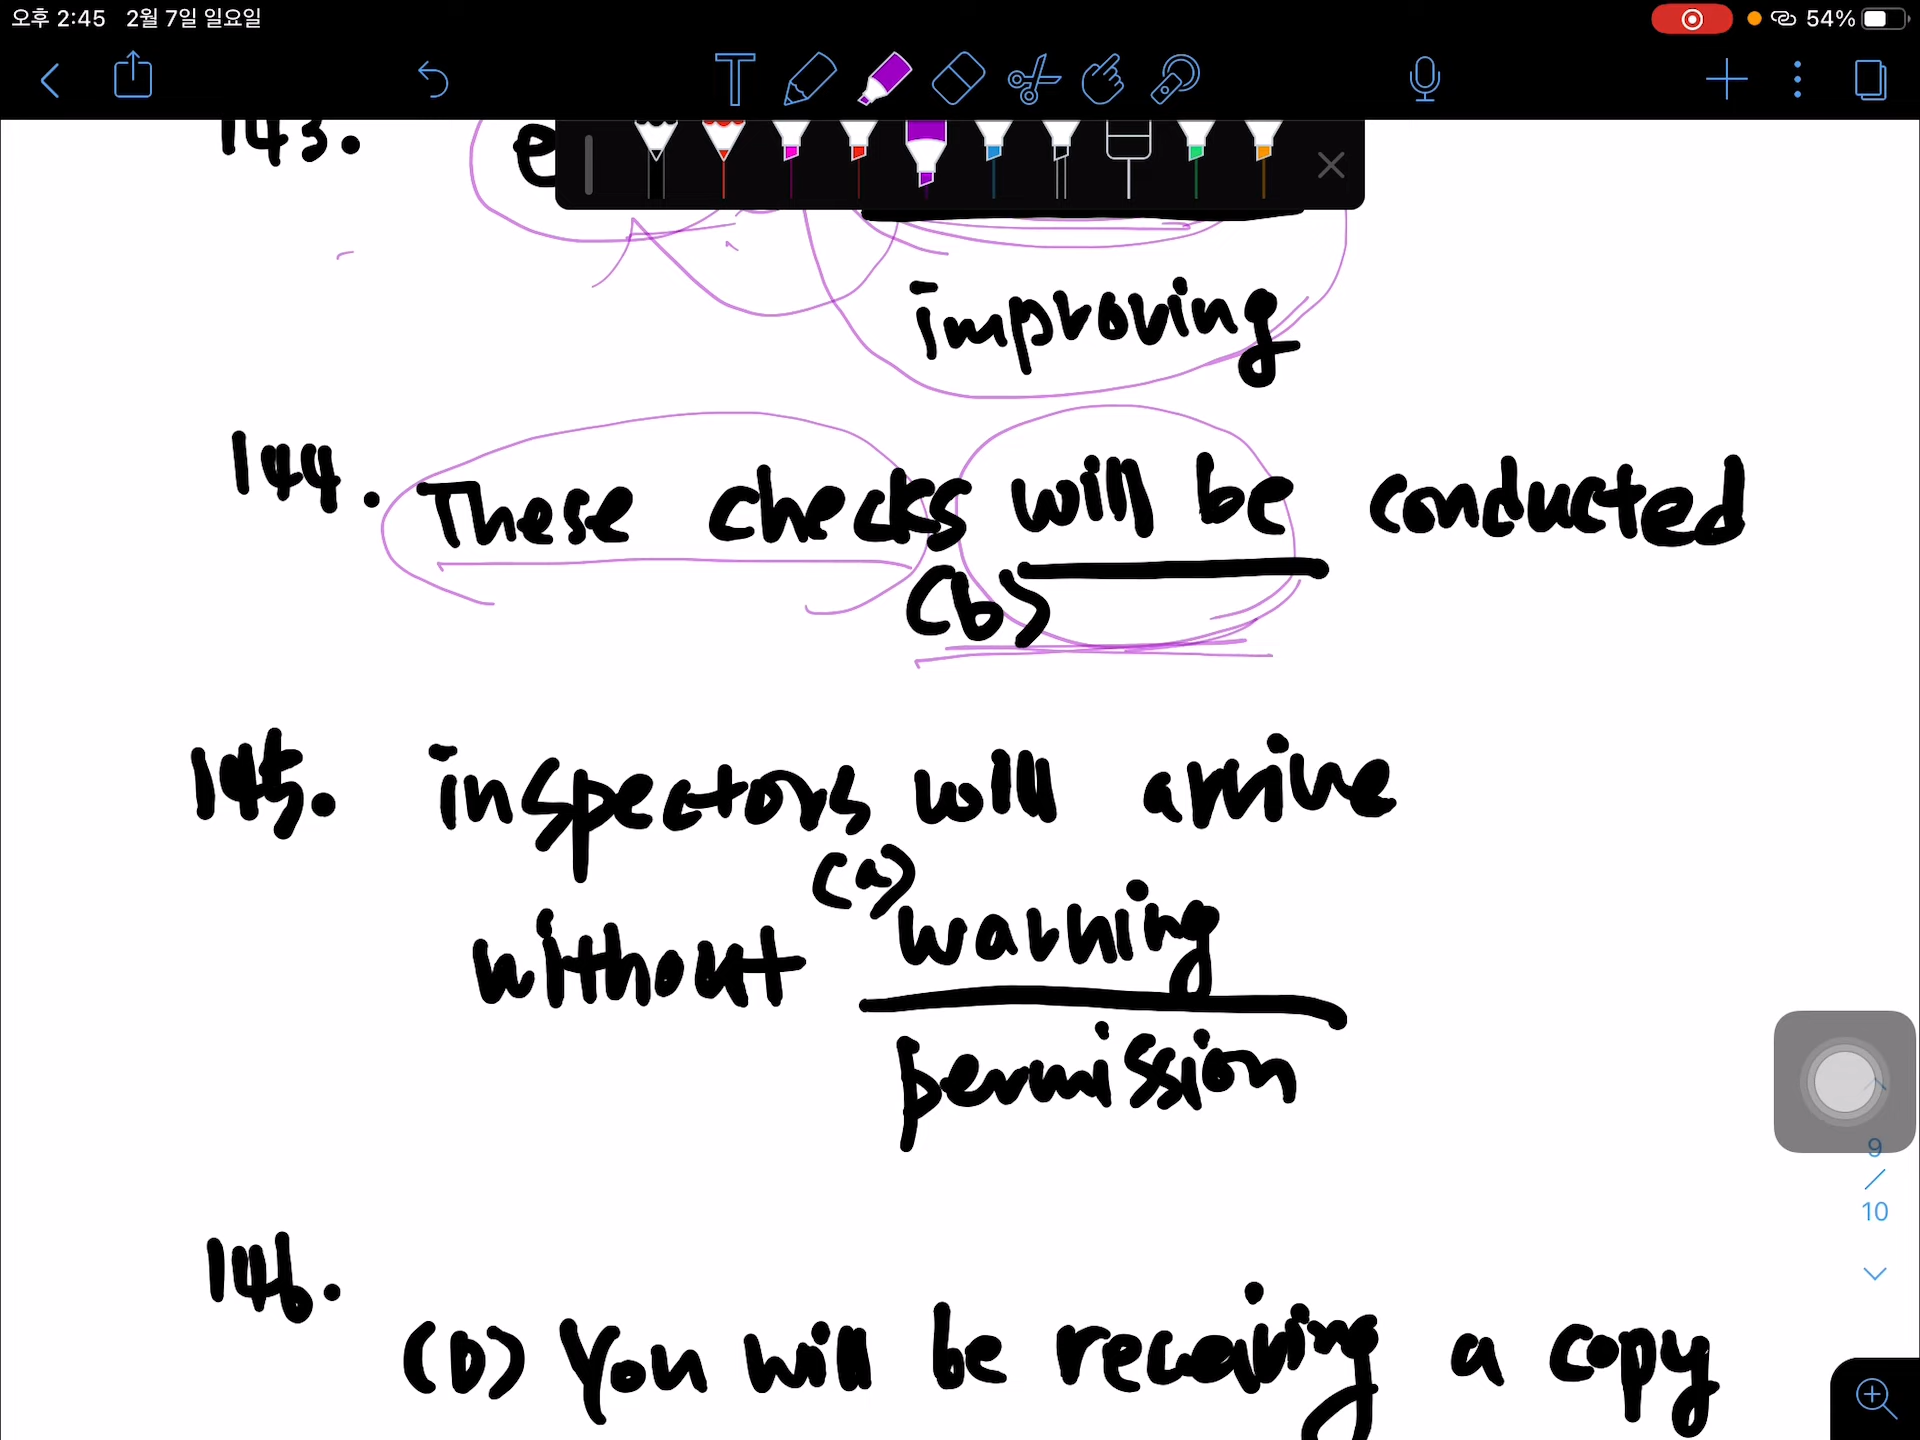 오후 2:45 2월 7일 일요일
54%
143. e
improving
144. These checks will be conducted
(b)
145. inspectors will arrive
(a)
without warning
permission
146.
(D) You will be receiving a copy
9
/
10